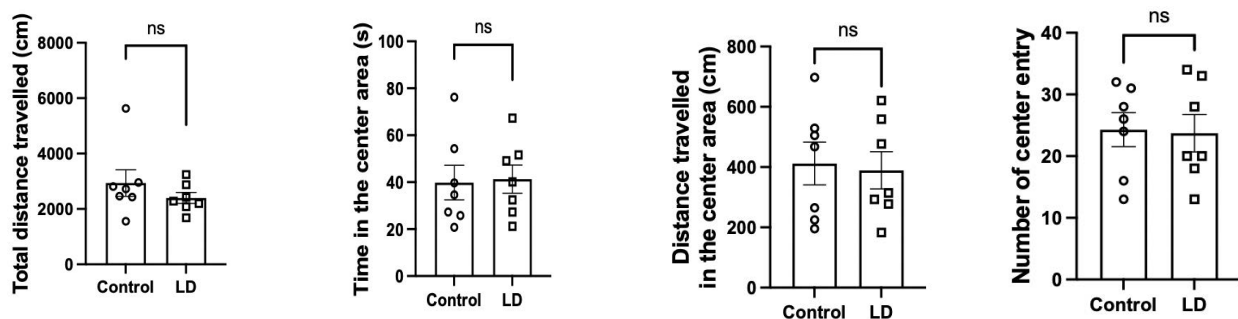 Total distance travelled (cm)
8000
6000
4000
2000
0
ns
Control LD
Time in the center area (s)
100
80
60
40
20
0
ns
Control LD
Distance travelled
in the center area (cm)
800
600
400
200
0
ns
Control LD
Number of center entry
40
30
20
10
0
ns
Control LD